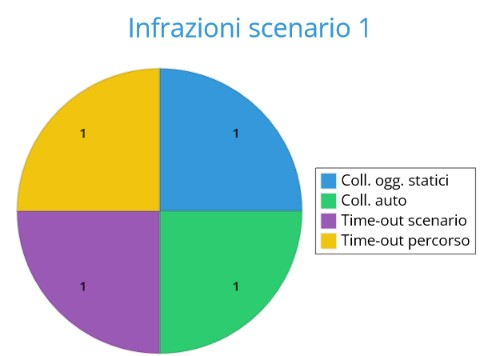 Infrazioni scenario 1
1
1
Coll. ogg. statici
Coll. auto
Time-out scenario
Time-out percorso
1
1